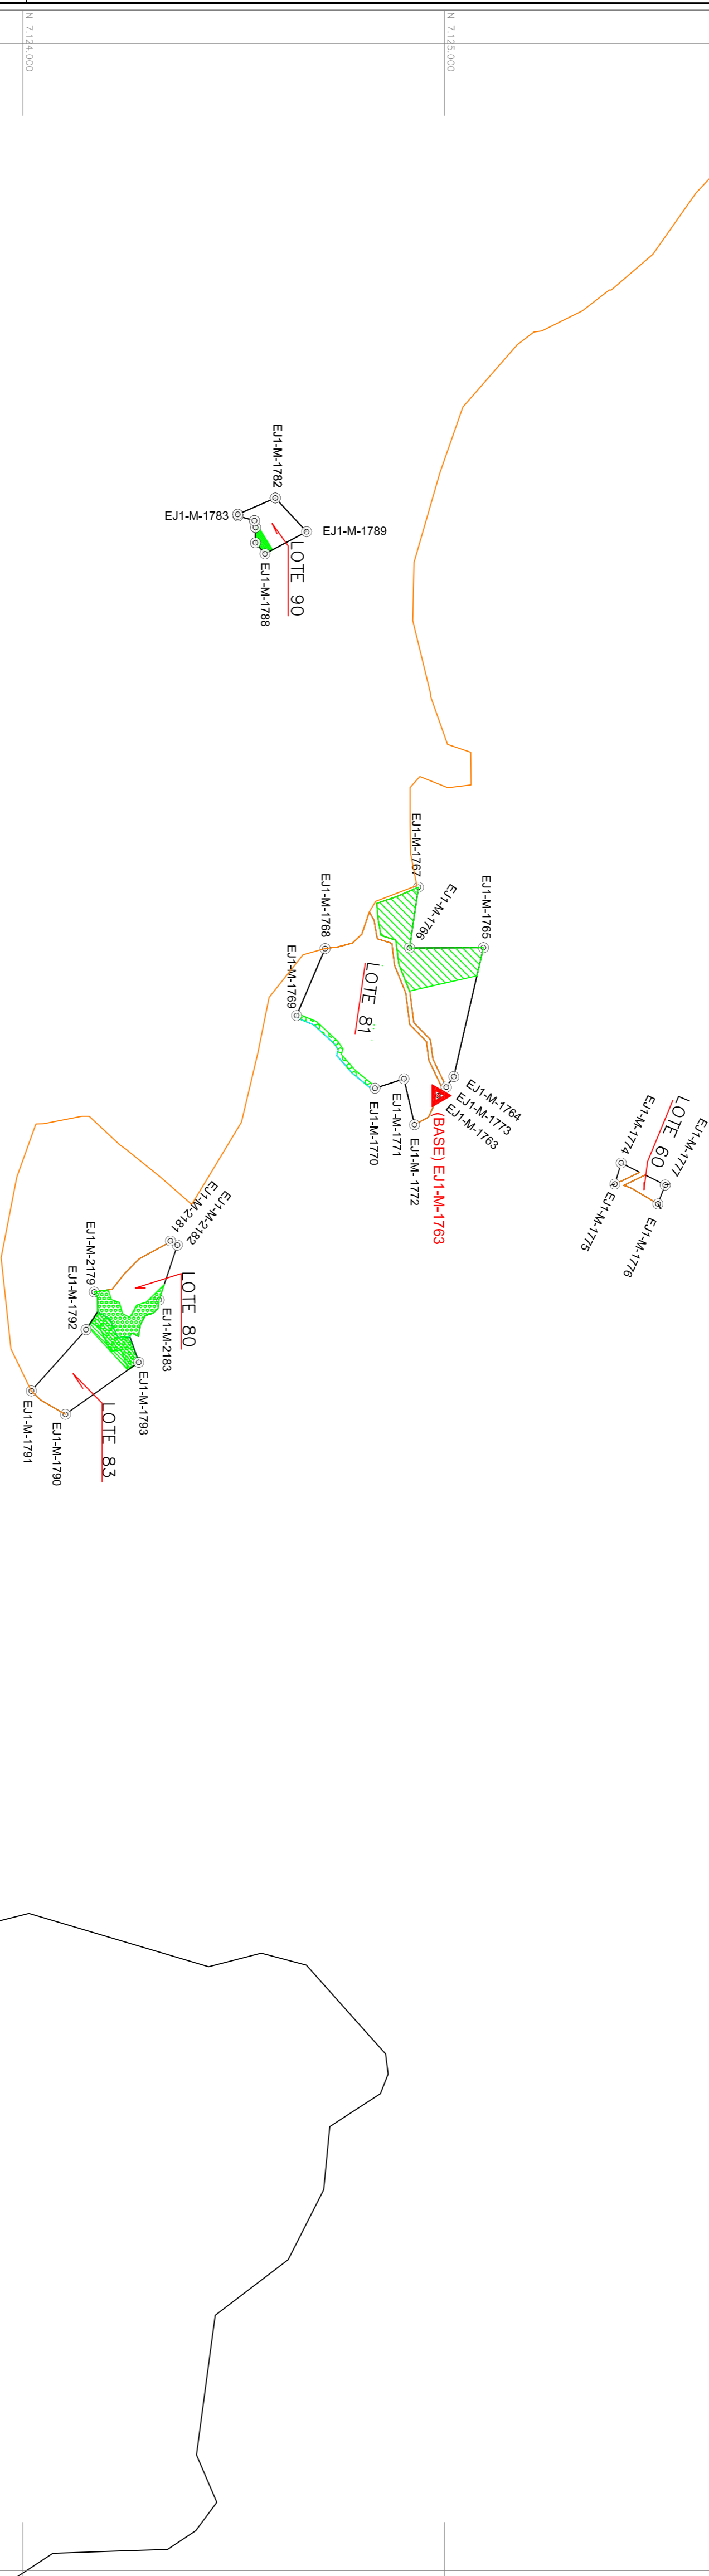 N 7.124.000
N 7.125.000
EJ1-M-1782
EJ1-M-1783
EJ1-M-1789
LOTE 90
EJ1-M-1788
EJ1-M-1767
EJ1-M-1766
EJ1-M-1765
EJ1-M-1768
EJ1-M-1769
LOTE 81
EJ1-M-1764
EJ1-M-1773
EJ1-M-1763
(BASE) EJ1-M-1763
EJ1-M-1770
EJ1-M-1771
EJ1-M- 1772
EJ1-M-1774
LOTE 60
EJ1-M-1777
EJ1-M-1775
EJ1-M-1776
EJ1-M-2181
EJ1-M-2182
EJ1-M-2179
EJ1-M-1792
LOTE 80
EJ1-M-2183
EJ1-M-1793
LOTE 83
EJ1-M-1791
EJ1-M-1790